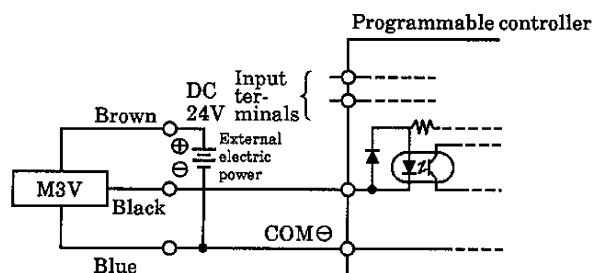 Programmable controller
DC
24V
Input
ter-
minals
Brown
⊕
⊖
External
electric
power
M3V
Black
COM⊖
Blue